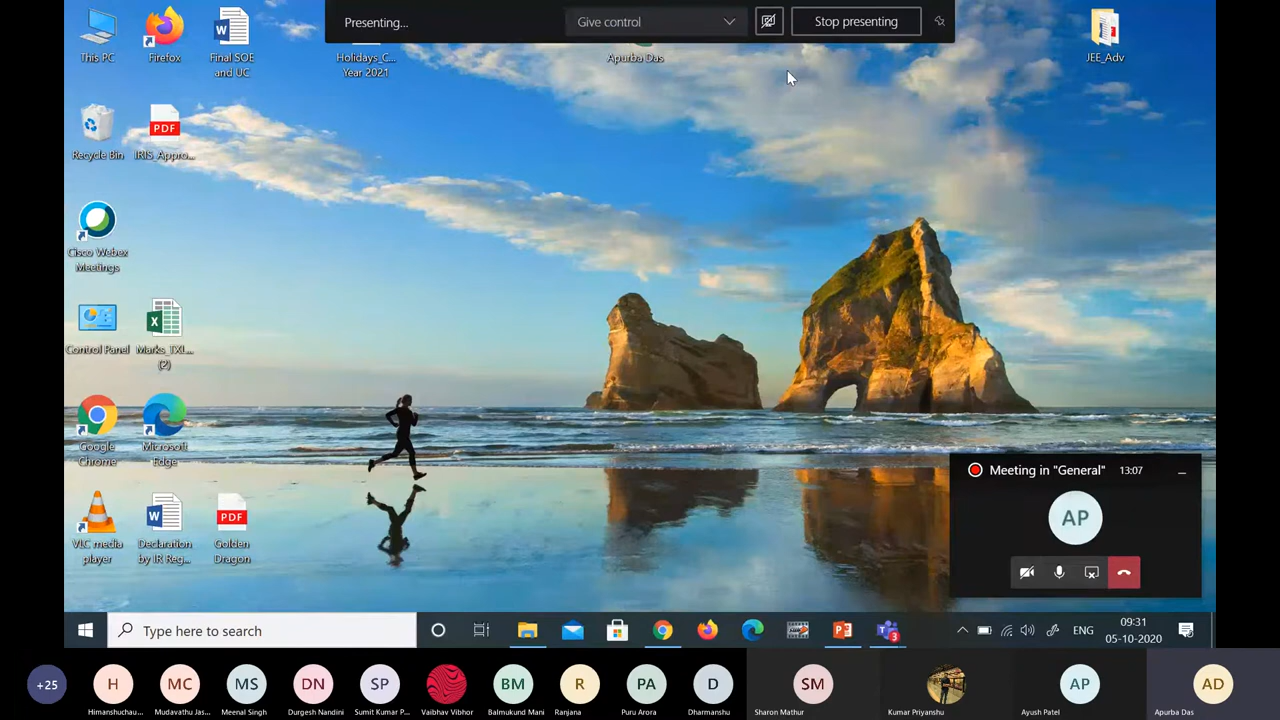 Presenting...
Give control
Stop presenting
This PC
Firefox
Final SOE
and UC
Holidays_C...
Year 2021
Apurba Das
JEE_Adv
Recycle Bin
PDF
IRIS_Appro...
Cisco Webex
Meetings
Control Panel
Marks_TXL...
(2)
Google
Chrome
Microsoft
Edge
VLC media
player
Declaration
by IR Reg...
PDF
Golden
Dragon
Meeting in "General"
13:07
AP
Type here to search
ENG
09:31
05-10-2020
3
+25
H
Himanshuchau...
MC
Mudavathu Jas...
MS
Meenal Singh
DN
Durgesh Nandini
SP
Sumit Kumar P...
Vaibhav Vibhor
BM
Balmukund Mani
R
Ranjana
PA
Puru Arora
D
Dharmanshu
SM
Sharon Mathur
Kumar Priyanshu
AP
Ayush Patel
AD
Apurba Das